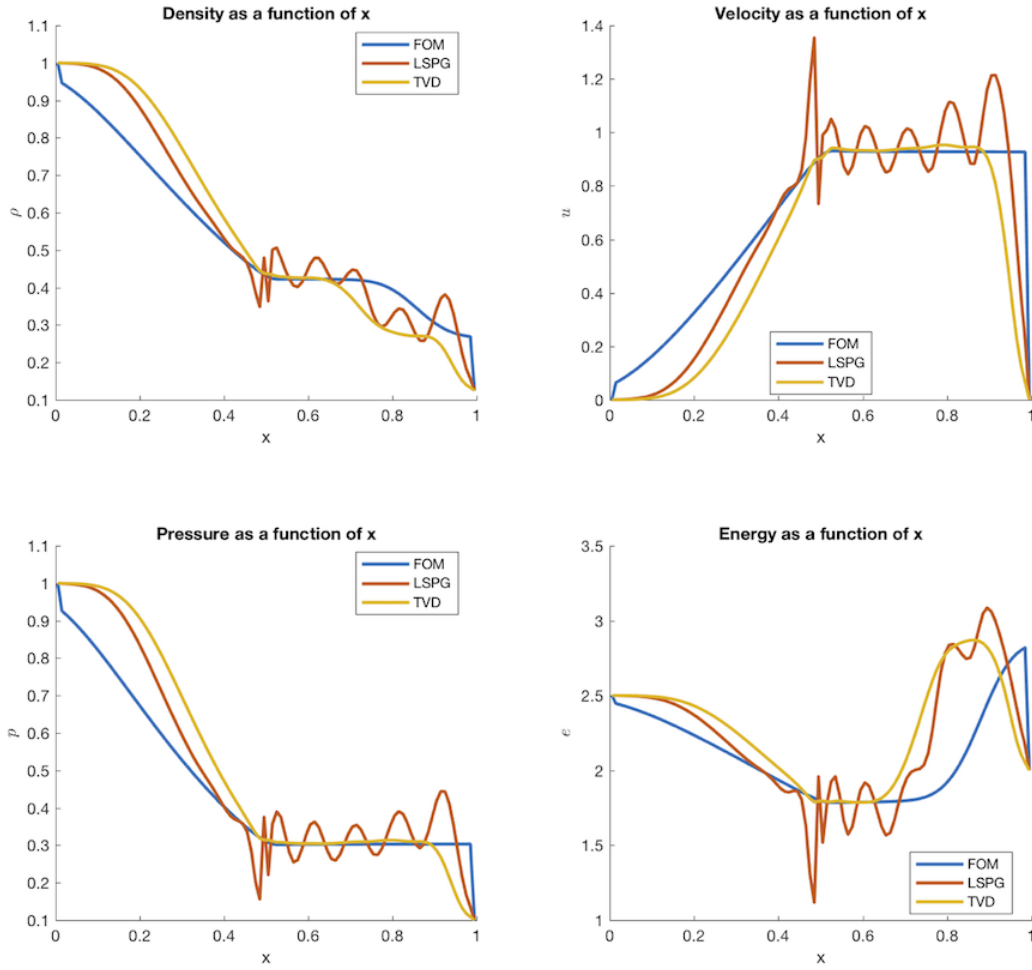 Density as a function of x
1.1
1
0.9
0.8
0.7
0.6
0.5
0.4
0.3
0.2
0.1
ρ
0
0.2
0.4
0.6
0.8
1
x
FOM
LSPG
TVD
Velocity as a function of x
1.4
1.2
1
0.8
0.6
0.4
0.2
0
u
0
0.2
0.4
0.6
0.8
1
x
FOM
LSPG
TVD
Pressure as a function of x
1.1
1
0.9
0.8
0.7
0.6
0.5
0.4
0.3
0.2
0.1
p
0
0.2
0.4
0.6
0.8
1
x
FOM
LSPG
TVD
Energy as a function of x
3.5
3
2.5
2
1.5
1
e
0
0.2
0.4
0.6
0.8
1
x
FOM
LSPG
TVD